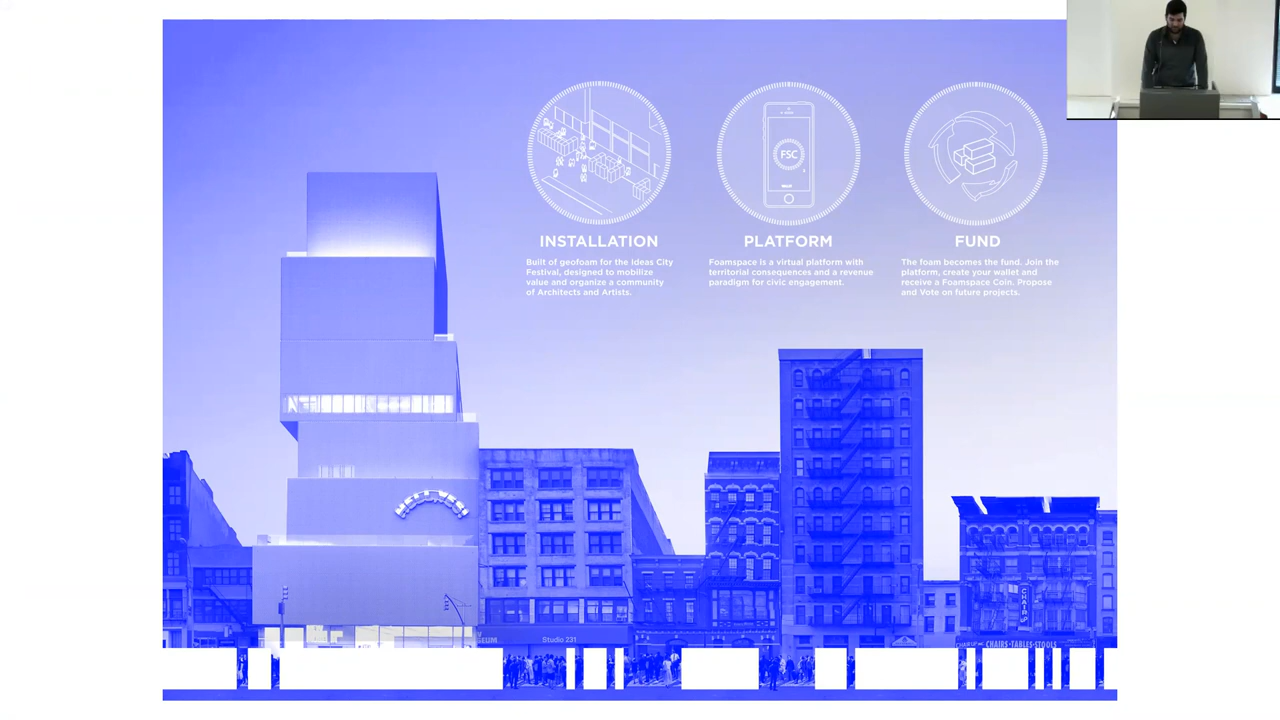 FSC
INSTALLATION
Built of geofoam for the Ideas City
Festival, designed to mobilize
value and organize a community
of Architects and Artists.
PLATFORM
Foamspace is a virtual platform with
territorial consequences and a revenue
paradigm for civic engagement.
FUND
The foam becomes the fund. Join the
platform, create your wallet and
receive a Foamspace Coin. Propose
and Vote on future projects.
Studio 231
CHAIRS
CHAIRS•TABLES•STOOLS